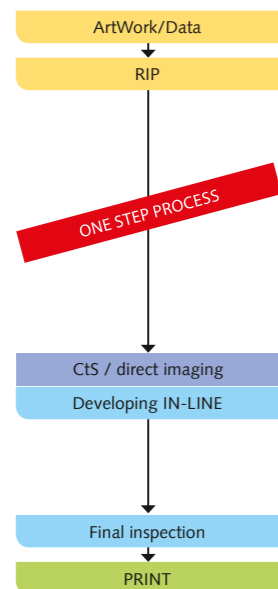 ArtWork/Data
RIP
ONE STEP PROCESS
CtS / direct imaging
Developing IN-LINE
Final inspection
PRINT